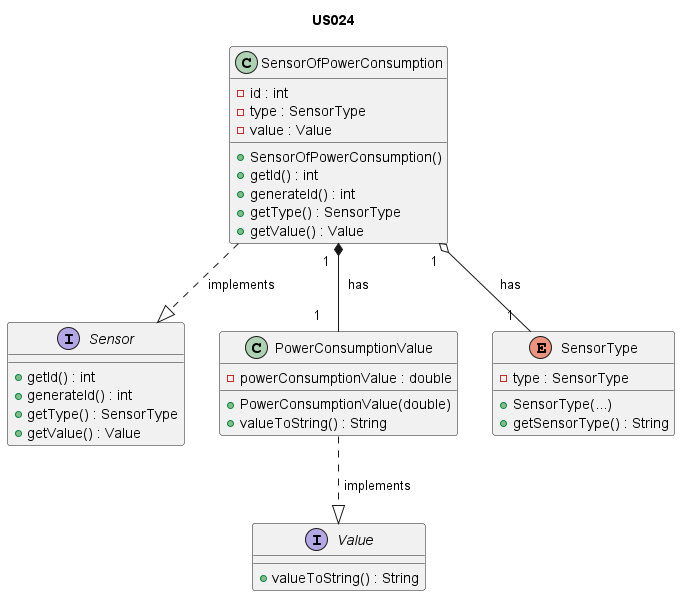 US024
C SensorOfPowerConsumption
id : int
type : SensorType
value : Value
SensorOfPowerConsumption()
getId() : int
generateId() : int
getType() : SensorType
getValue() : Value
1
1
implements
has
has
1
1
I Sensor
getId() : int
generateId() : int
getType() : SensorType
getValue() : Value
C PowerConsumptionValue
powerConsumptionValue : double
PowerConsumptionValue(double)
valueToString() : String
E SensorType
type : SensorType
SensorType(...)
getSensorType() : String
implements
I Value
valueToString() : String